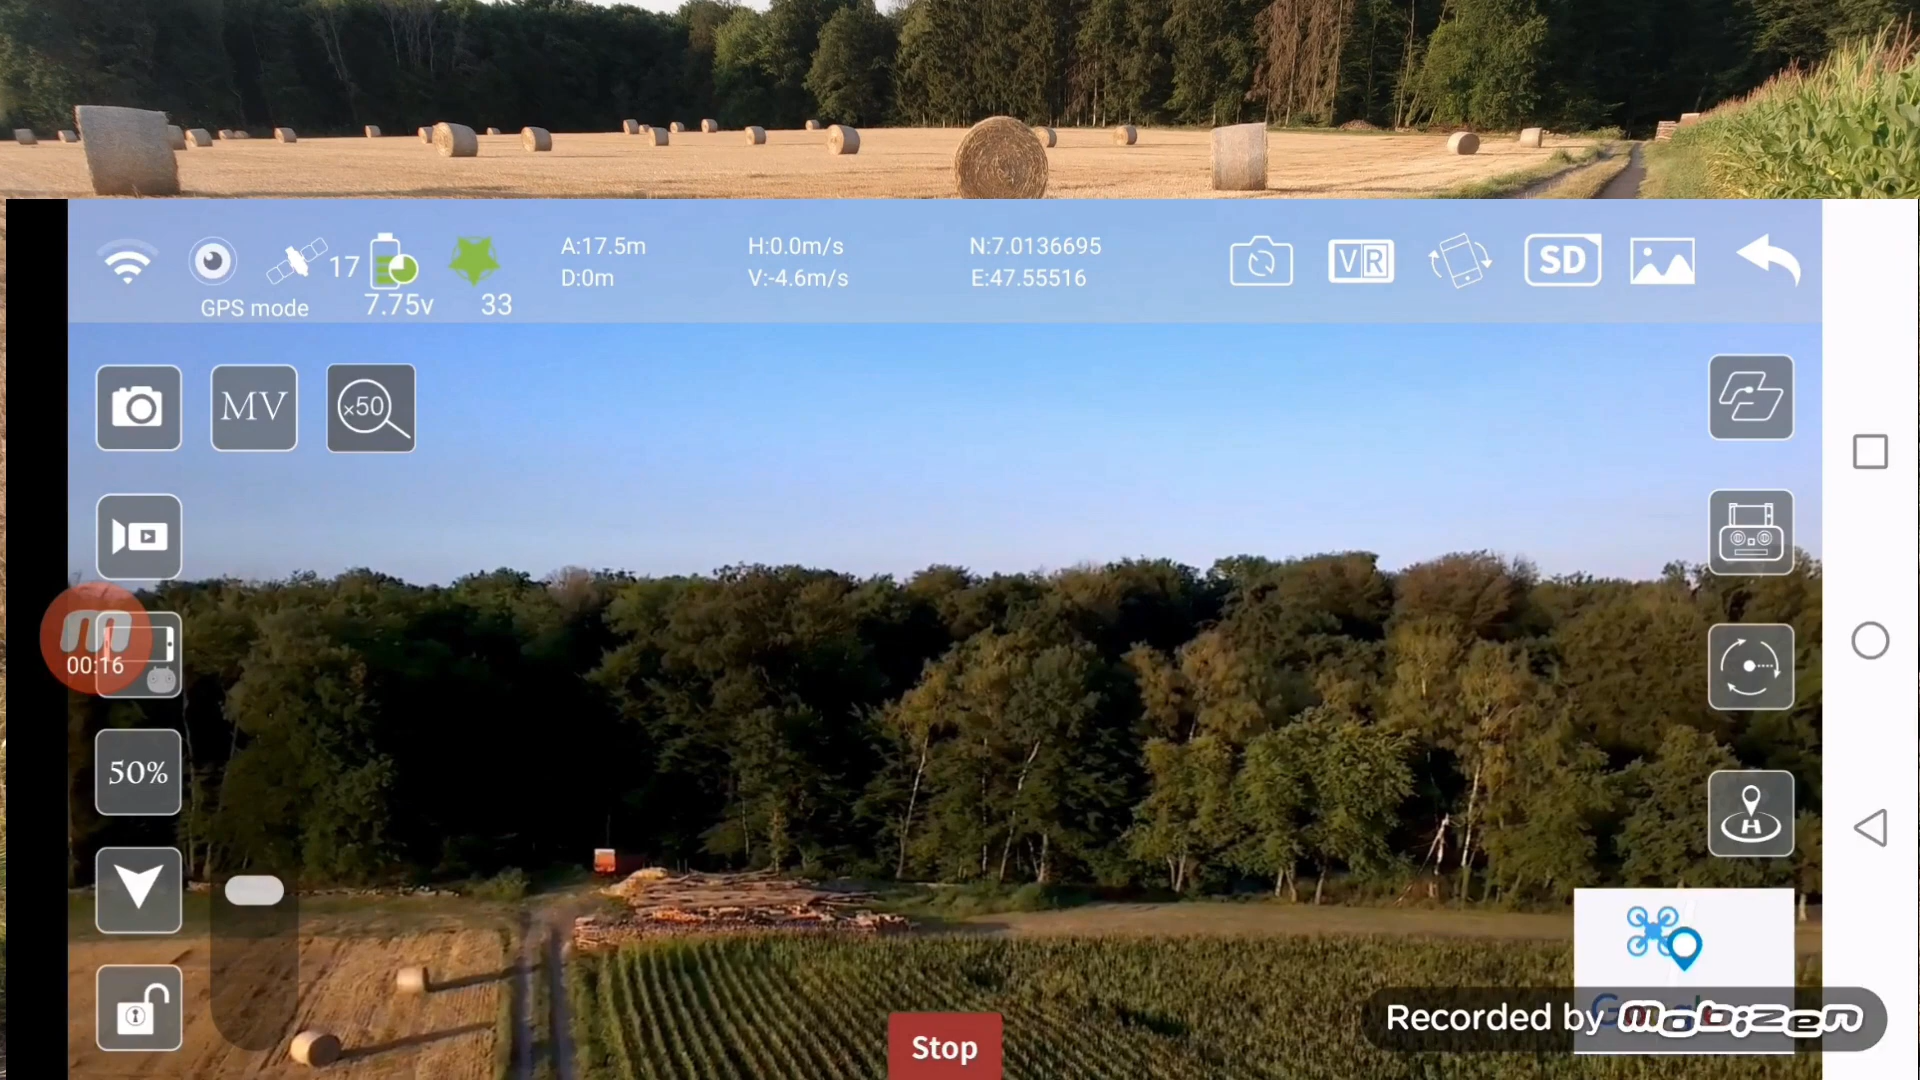 17
GPS mode
7.75v
33
A:17.5m
D:0m
H:0.0m/s
V:-4.6m/s
N:7.0136695
E:47.55516
VR
SD
MV
×50
00:16
50%
H
Stop
Recorded by mobizen